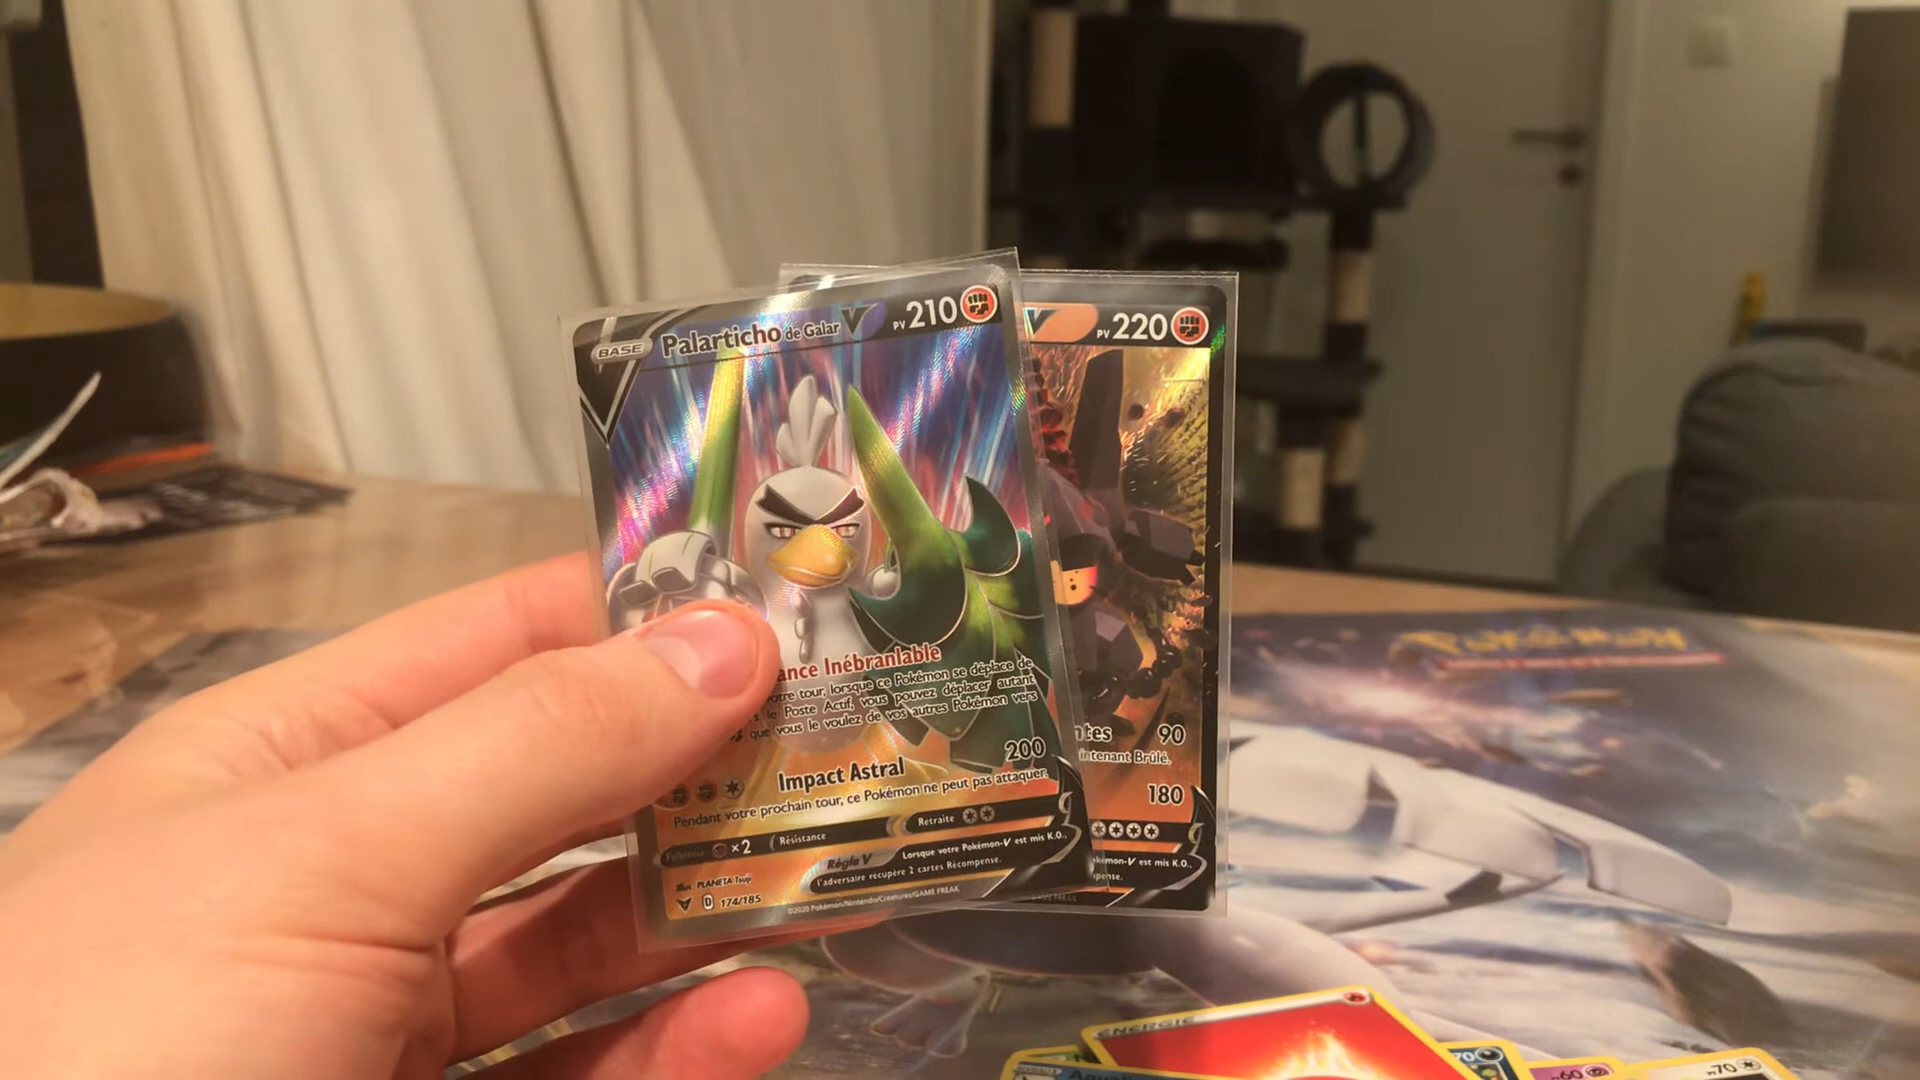 BASE Palarticho de Galar V PV 210
ance Inébranlable
otre tour, lorsque ce Pokémon se déplace de
le Poste Actif, vous pouvez déplacer autant
que vous le voulez de vos autres Pokémon vers
Impact Astral 200
Pendant votre prochain tour, ce Pokémon ne peut pas attaquer.
Faiblesse ×2 Résistance Retraite
Règle V Lorsque votre Pokémon-V est mis K.O.,
l'adversaire récupère 2 cartes Récompense.
Illus. PLANETA Tsuji
D 174/185
©2020 Pokémon/Nintendo/Creatures/GAME FREAK
V PV 220
ntes 90
intenant Brûlé.
180
kémon-V est mis K.O.,
pense.
POKÉMON
ÉNERGIE
70
60
70